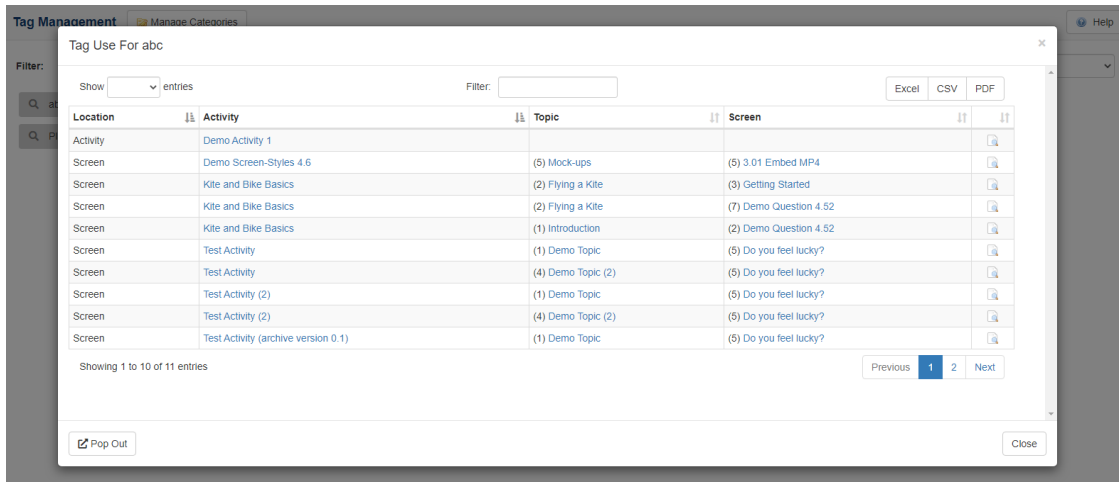 Tag Management Manage Categories Help
Tag Use For abc ×
Filter:
Show entries Filter: Excel CSV PDF
Location Activity Topic Screen
Activity Demo Activity 1
Screen Demo Screen-Styles 4.6 (5) Mock-ups (5) 3.01 Embed MP4
Screen Kite and Bike Basics (2) Flying a Kite (3) Getting Started
Screen Kite and Bike Basics (2) Flying a Kite (7) Demo Question 4.52
Screen Kite and Bike Basics (1) Introduction (2) Demo Question 4.52
Screen Test Activity (1) Demo Topic (5) Do you feel lucky?
Screen Test Activity (4) Demo Topic (2) (5) Do you feel lucky?
Screen Test Activity (2) (1) Demo Topic (5) Do you feel lucky?
Screen Test Activity (2) (4) Demo Topic (2) (5) Do you feel lucky?
Screen Test Activity (archive version 0.1) (1) Demo Topic (5) Do you feel lucky?
Showing 1 to 10 of 11 entries Previous 1 2 Next
Pop Out Close